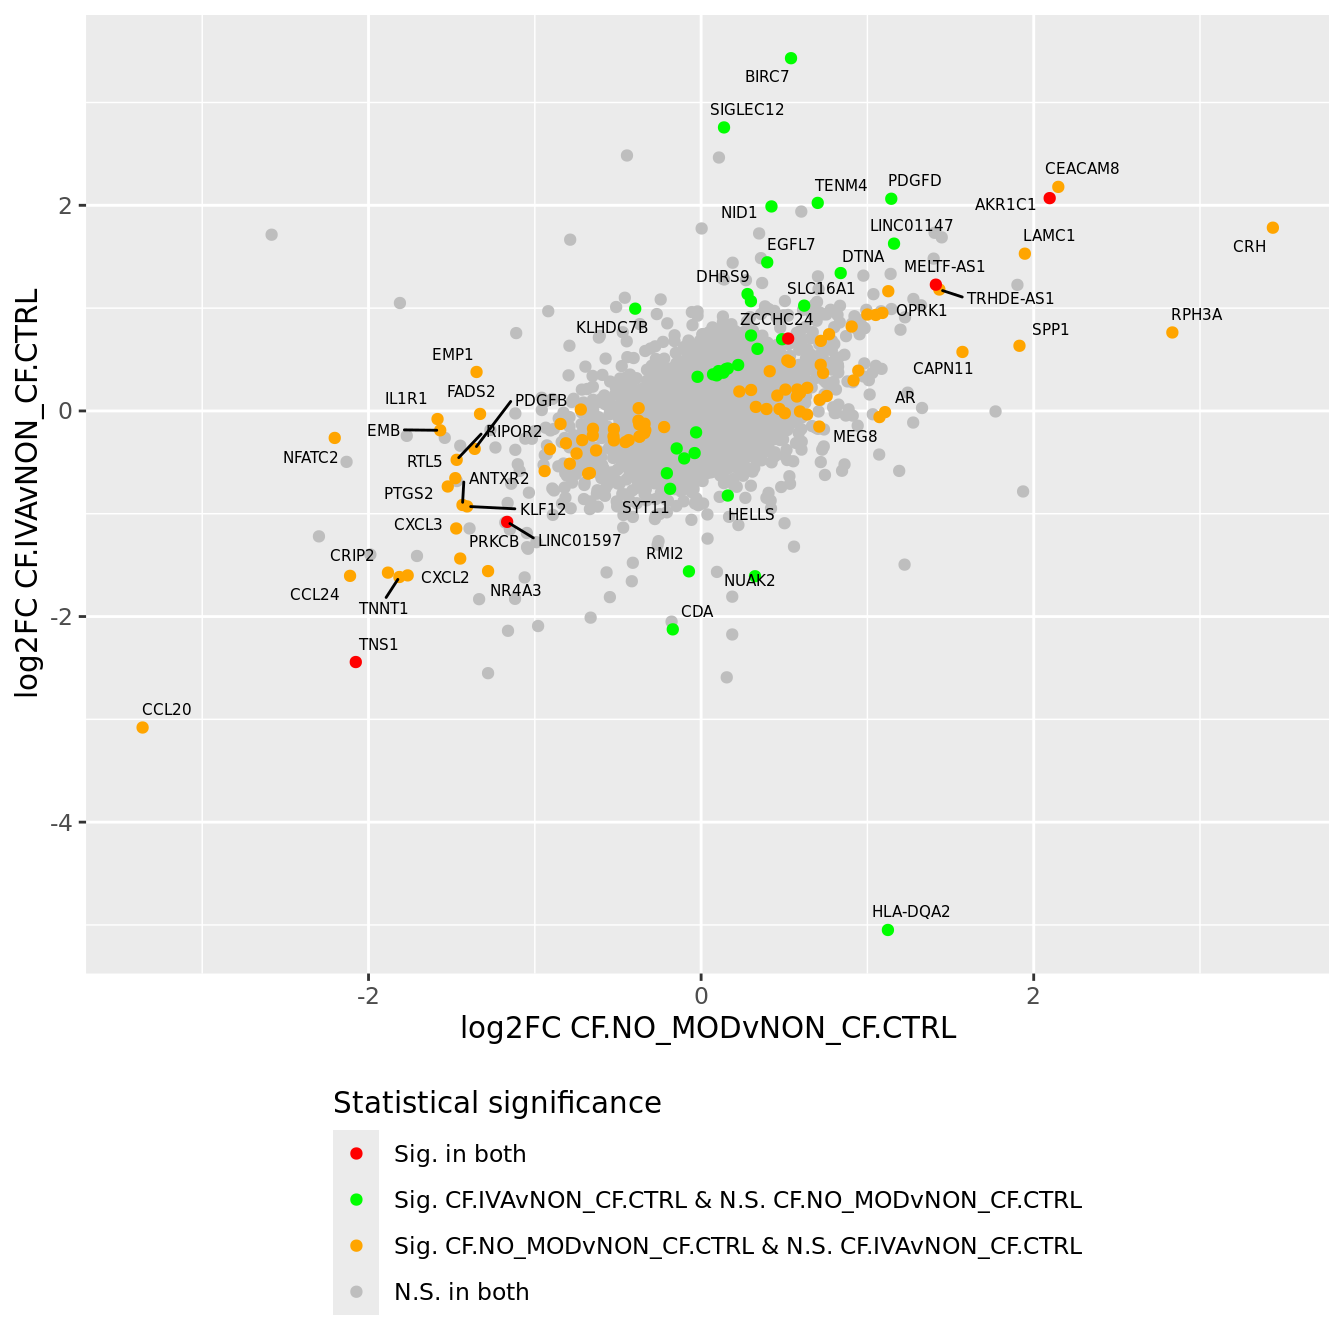 BIRC7
SIGLEC12
CEACAM8
TENM4
PDGFD
AKR1C1
NID1
LINC01147
LAMC1
CRH
EGFL7
DTNA
MELTF-AS1
DHRS9
SLC16A1
TRHDE-AS1
OPRK1
RPH3A
KLHDC7B
ZCCHC24
SPP1
EMP1
CAPN11
FADS2
IL1R1
PDGFB
AR
EMB
RIPOR2
MEG8
NFATC2
RTL5
ANTXR2
PTGS2
SYT11
KLF12
HELLS
CXCL3
PRKCB
LINC01597
CRIP2
RMI2
CXCL2
NUAK2
CCL24
NR4A3
TNNT1
CDA
TNS1
CCL20
HLA-DQA2
2
0
-2
-4
log2FC CF.IVAvNON_CF.CTRL
-2
0
2
log2FC CF.NO_MODvNON_CF.CTRL
Statistical significance
Sig. in both
Sig. CF.IVAvNON_CF.CTRL & N.S. CF.NO_MODvNON_CF.CTRL
Sig. CF.NO_MODvNON_CF.CTRL & N.S. CF.IVAvNON_CF.CTRL
N.S. in both